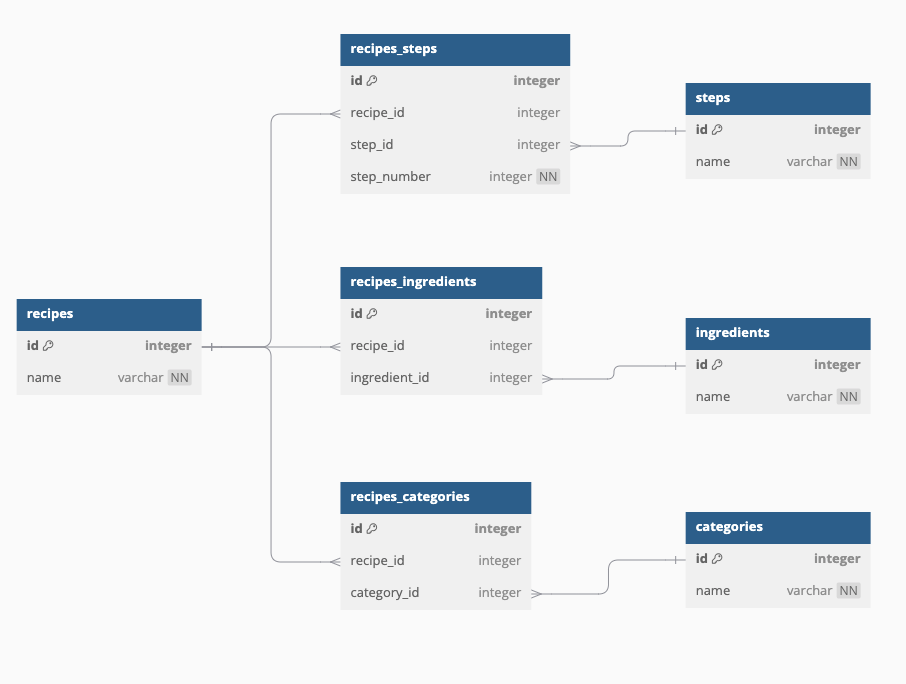 recipes_steps
id integer
recipe_id integer
step_id integer
step_number integer NN
steps
id integer
name varchar NN
recipes
id integer
name varchar NN
recipes_ingredients
id integer
recipe_id integer
ingredient_id integer
ingredients
id integer
name varchar NN
recipes_categories
id integer
recipe_id integer
category_id integer
categories
id integer
name varchar NN